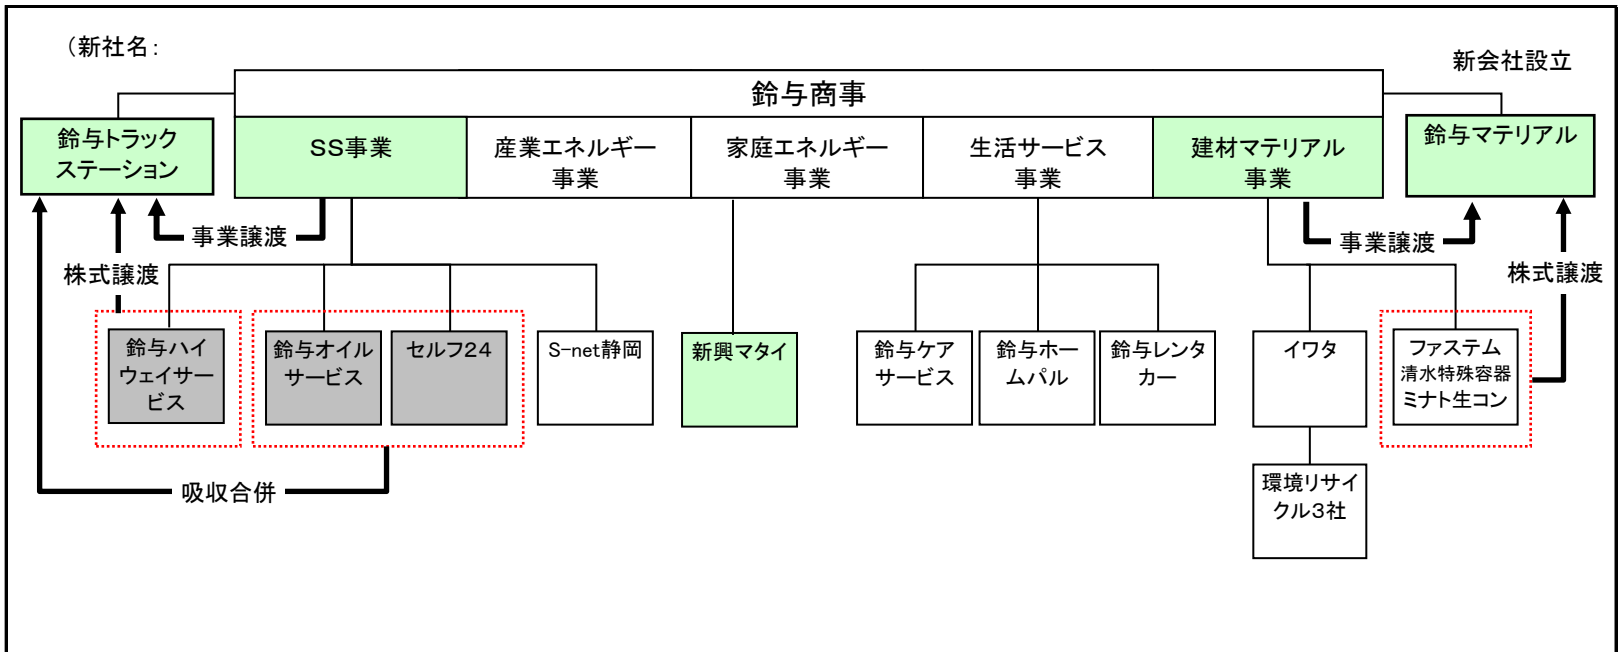 （新社名：
新会社設立
鈴与商事
鈴与トラック
ステーション
SS事業
産業エネルギー
事業
家庭エネルギー
事業
生活サービス
事業
建材マテリアル
事業
鈴与マテリアル
事業譲渡
事業譲渡
株式譲渡
株式譲渡
鈴与ハイ
ウェイサー
ビス
鈴与オイル
サービス
セルフ24
S-net静岡
新興マタイ
鈴与ケア
サービス
鈴与ホー
ムパル
鈴与レンタ
カー
イワタ
ファステム
清水特殊容器
ミナト生コン
吸収合併
環境リサイ
クル3社